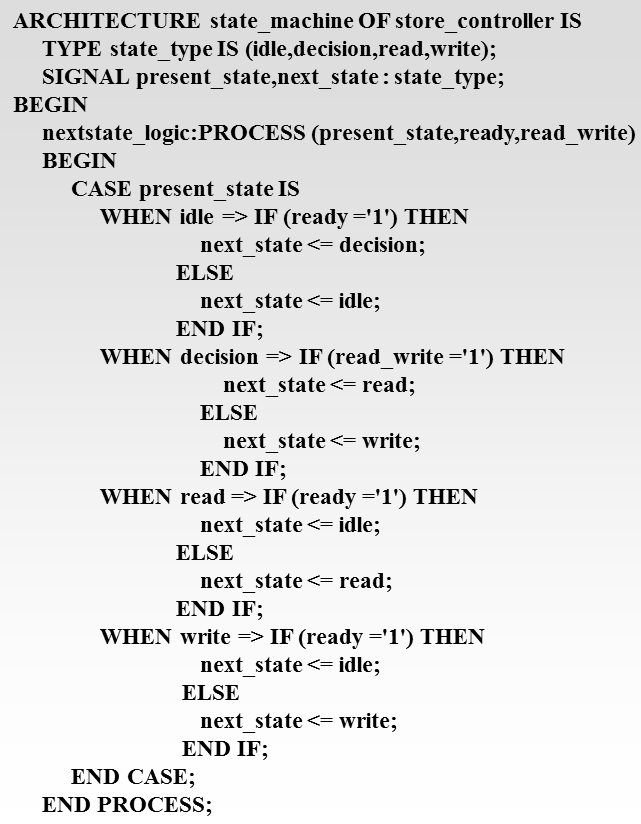 ARCHITECTURE state_machine OF store_controller IS
TYPE state_type IS (idle,decision,read,write);
SIGNAL present_state,next_state : state_type;
BEGIN
nextstate_logic:PROCESS (present_state,ready,read_write)
BEGIN
CASE present_state IS
WHEN idle => IF (ready ='1') THEN
next_state <= decision;
ELSE
next_state <= idle;
END IF;
WHEN decision => IF (read_write ='1') THEN
next_state <= read;
ELSE
next_state <= write;
END IF;
WHEN read => IF (ready ='1') THEN
next_state <= idle;
ELSE
next_state <= read;
END IF;
WHEN write => IF (ready ='1') THEN
next_state <= idle;
ELSE
next_state <= write;
END IF;
END CASE;
END PROCESS;